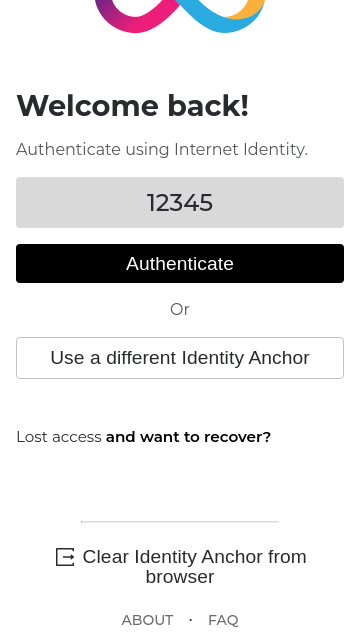 Welcome back!
Authenticate using Internet Identity.
12345
Authenticate
Or
Use a different Identity Anchor
Lost access and want to recover?
Clear Identity Anchor from
browser
ABOUT · FAQ